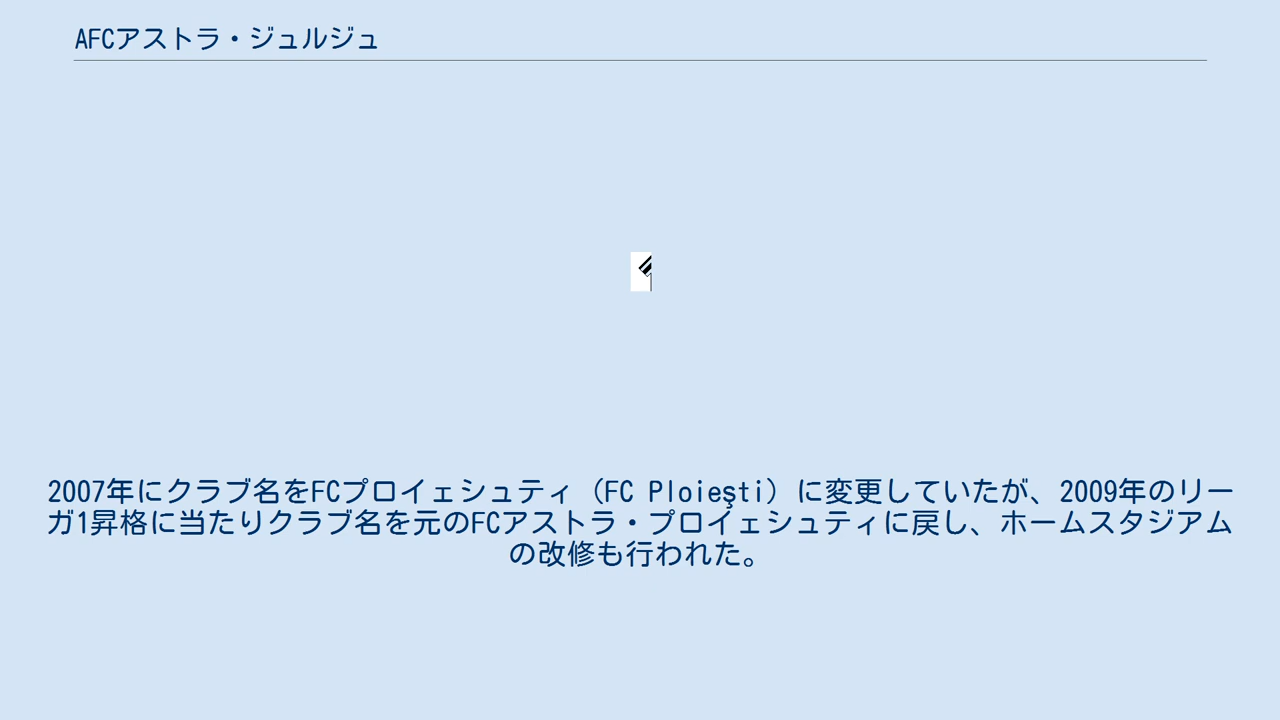 AFCアストラ・ジュルジュ
2007年にクラブ名をFCプロイェシュティ（FC Ploieşti）に変更していたが、2009年のリー
ガ1昇格に当たりクラブ名を元のFCアストラ・プロイェシュティに戻し、ホームスタジアム
の改修も行われた。